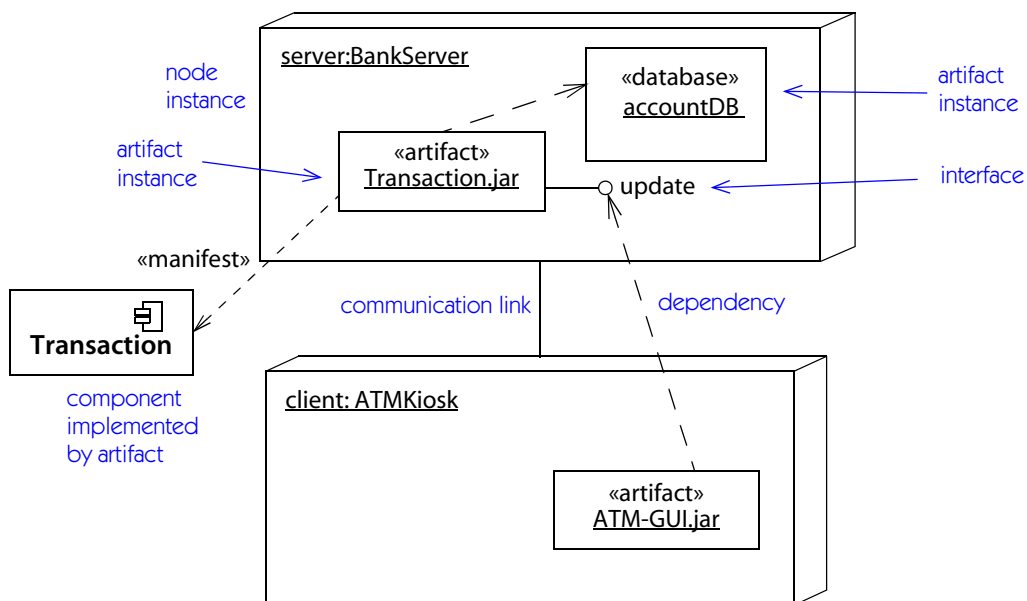 server:BankServer
node
instance
«database»
accountDB
artifact
instance
artifact
instance
«artifact»
Transaction.jar
update
interface
«manifest»
Transaction
communication link
dependency
component
implemented
by artifact
client: ATMKiosk
«artifact»
ATM-GUI.jar